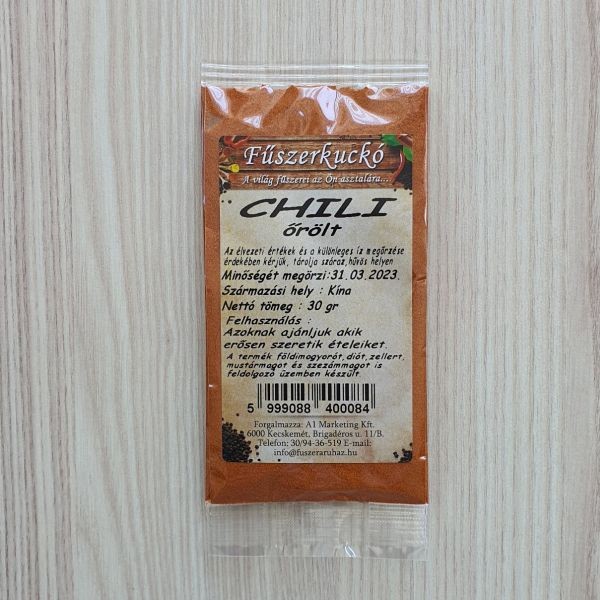 Fűszerkuckó
A világ fűszerei az Ön asztalára...
CHILI
őrölt
Az élvezeti értékek és a különleges íz megőrzése
érdekében kérjük, tárolja száraz,hűvös helyen
Minőségét megőrzi:31.03.2023.
Származási hely : Kína
Nettó tömeg : 30 gr
Felhasználás :
Azoknak ajánljuk akik
erősen szeretik ételeiket.
A termék földimogyorót,diót,zellert,
mustármagot és szezámmagot is
feldolgozó üzemben készült.
5 999088 400084
Forgalmazza: A1 Marketing Kft.
6000 Kecskemét, Brigadéros u. 11/B.
Telefon: 30/94-36-519 E-mail:
info@fuszeraruhaz.hu